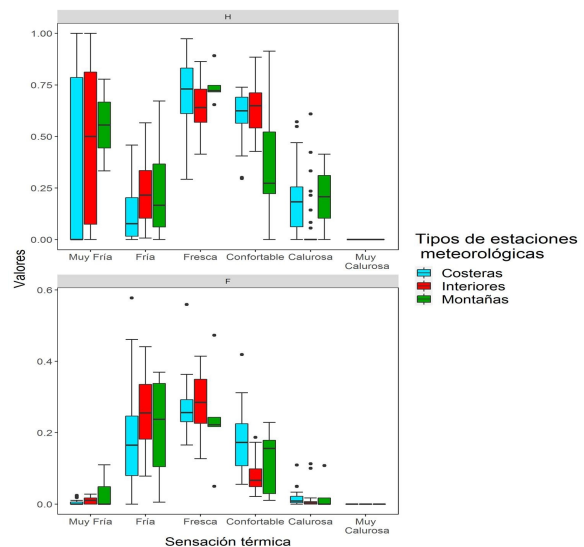 H
1.00
0.75
0.50
0.25
0.00
Muy Fría Fría Fresca Confortable Calurosa Muy
Calurosa
Valores
F
0.6
0.4
0.2
0.0
Muy Fría Fría Fresca Confortable Calurosa Muy
Calurosa
Sensación térmica
Tipos de estaciones
meteorológicas
Costeras
Interiores
Montañas